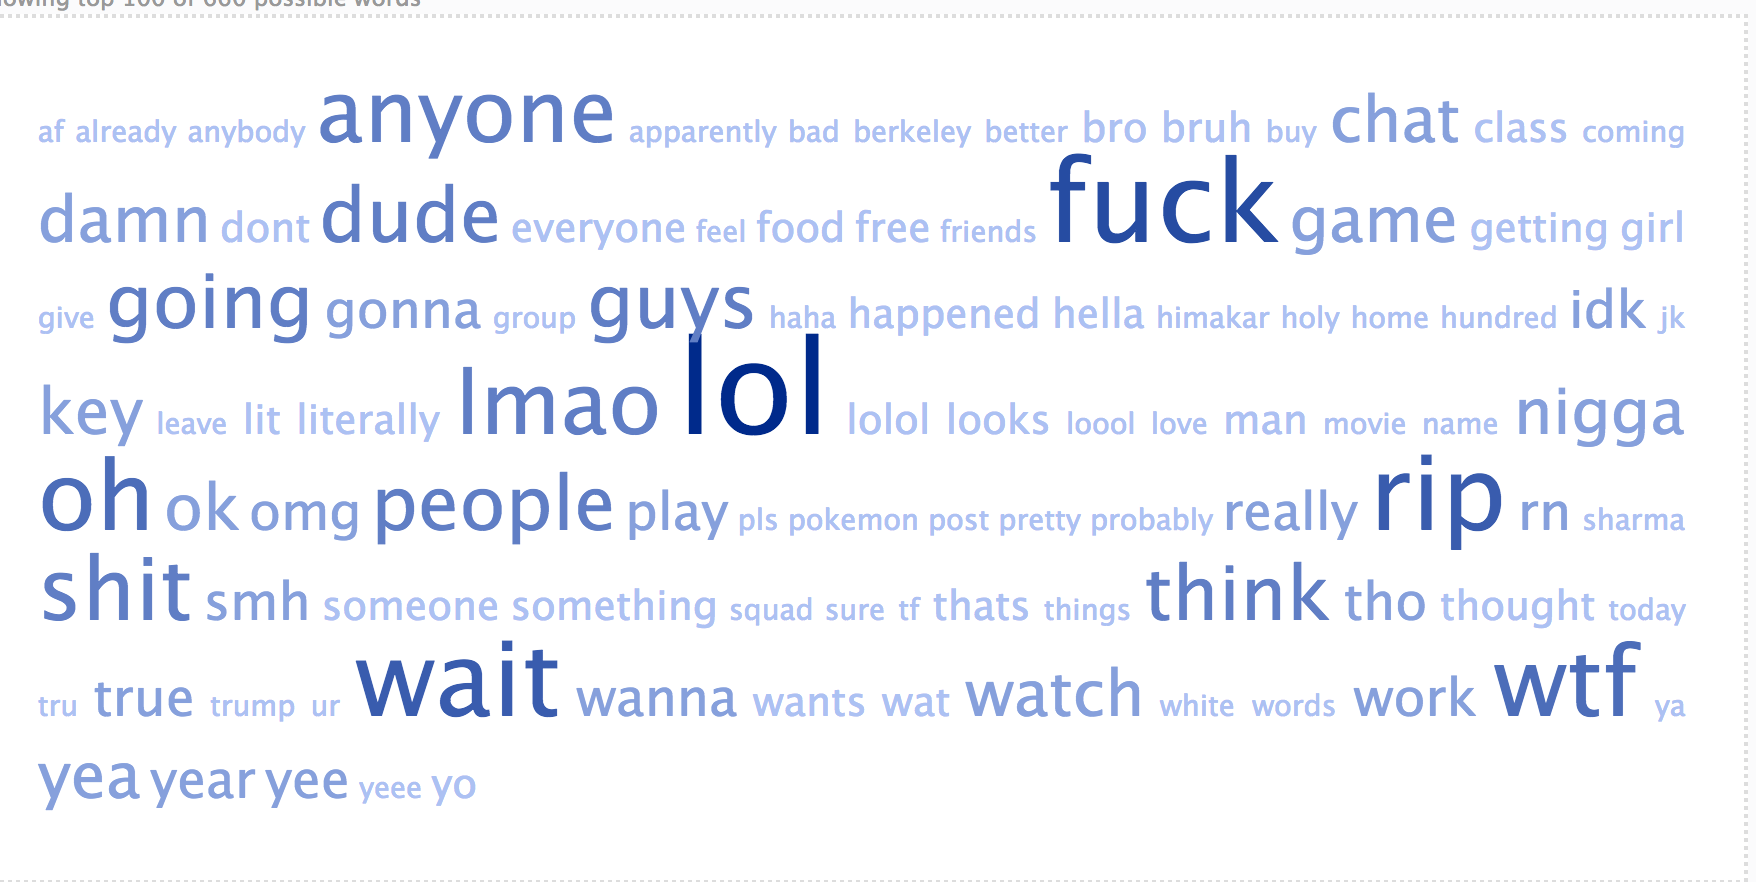 owing top 100 of 660 possible words
af already anybody anyone apparently bad berkeley better bro bruh buy chat class coming
damn dont dude everyone feel food free friends fuck game getting girl
give going gonna group guys haha happened hella himakar holy home hundred idk jk
key leave lit literally lmao lol lolol looks loool love man movie name nigga
oh ok omg people play pls pokemon post pretty probably really rip rn sharma
shit smh someone something squad sure tf thats things think tho thought today
tru true trump ur wait wanna wants wat watch white words work wtf ya
yea year yee yeee yo